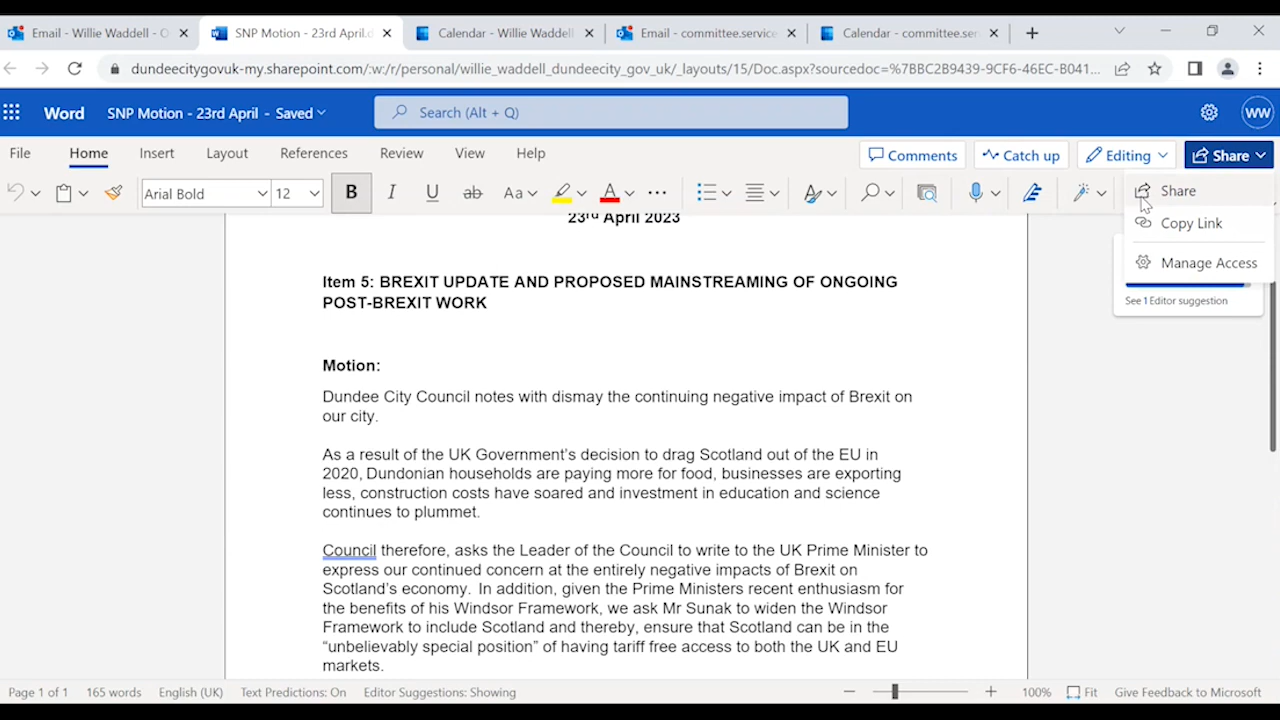 Email - Willie Waddell - O
SNP Motion - 23rd April.d
Calendar - Willie Waddell
Email - committee.service
Calendar - committee.ser
dundeecitygovuk-my.sharepoint.com/:w:/r/personal/willie_waddell_dundeecity_gov_uk/_layouts/15/Doc.aspx?sourcedoc=%7BBC2B9439-9CF6-46EC-B041...
Word SNP Motion - 23rd April - Saved
Search (Alt + Q)
WW
File Home Insert Layout References Review View Help
Comments Catch up Editing Share
Arial Bold 12 B I U ab Aa A
Share
Copy Link
Manage Access
See 1 Editor suggestion
23rd April 2023
Item 5: BREXIT UPDATE AND PROPOSED MAINSTREAMING OF ONGOING
POST-BREXIT WORK
Motion:
Dundee City Council notes with dismay the continuing negative impact of Brexit on
our city.
As a result of the UK Government’s decision to drag Scotland out of the EU in
2020, Dundonian households are paying more for food, businesses are exporting
less, construction costs have soared and investment in education and science
continues to plummet.
Council therefore, asks the Leader of the Council to write to the UK Prime Minister to
express our continued concern at the entirely negative impacts of Brexit on
Scotland’s economy. In addition, given the Prime Ministers recent enthusiasm for
the benefits of his Windsor Framework, we ask Mr Sunak to widen the Windsor
Framework to include Scotland and thereby, ensure that Scotland can be in the
“unbelievably special position” of having tariff free access to both the UK and EU
markets.
Page 1 of 1 165 words English (UK) Text Predictions: On Editor Suggestions: Showing
100% Fit Give Feedback to Microsoft